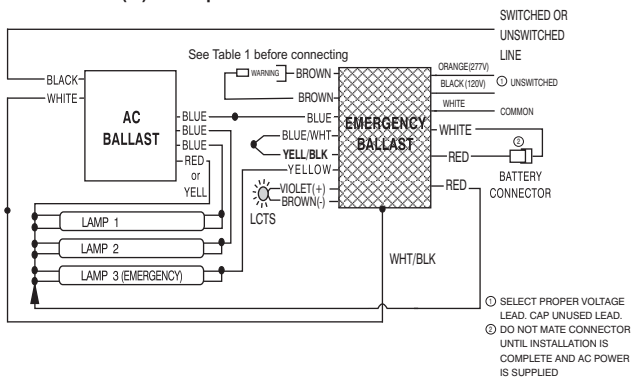 SWITCHED OR
UNSWITCHED
LINE
See Table 1 before connecting
BLACK
WHITE
AC
BALLAST
BLUE
BLUE
BLUE
RED
or
YELL
WARNING
BROWN
BROWN
BLUE
BLUE/WHT
YELL/BLK
YELLOW
VIOLET(+)
BROWN(-)
LCTS
EMERGENCY
BALLAST
ORANGE(277V)
BLACK(120V)
① UNSWITCHED
WHITE
COMMON
WHITE
②
RED
BATTERY
CONNECTOR
RED
LAMP 1
LAMP 2
LAMP 3 (EMERGENCY)
WHT/BLK
① SELECT PROPER VOLTAGE
LEAD. CAP UNUSED LEAD.
② DO NOT MATE CONNECTOR
UNTIL INSTALLATION IS
COMPLETE AND AC POWER
IS SUPPLIED